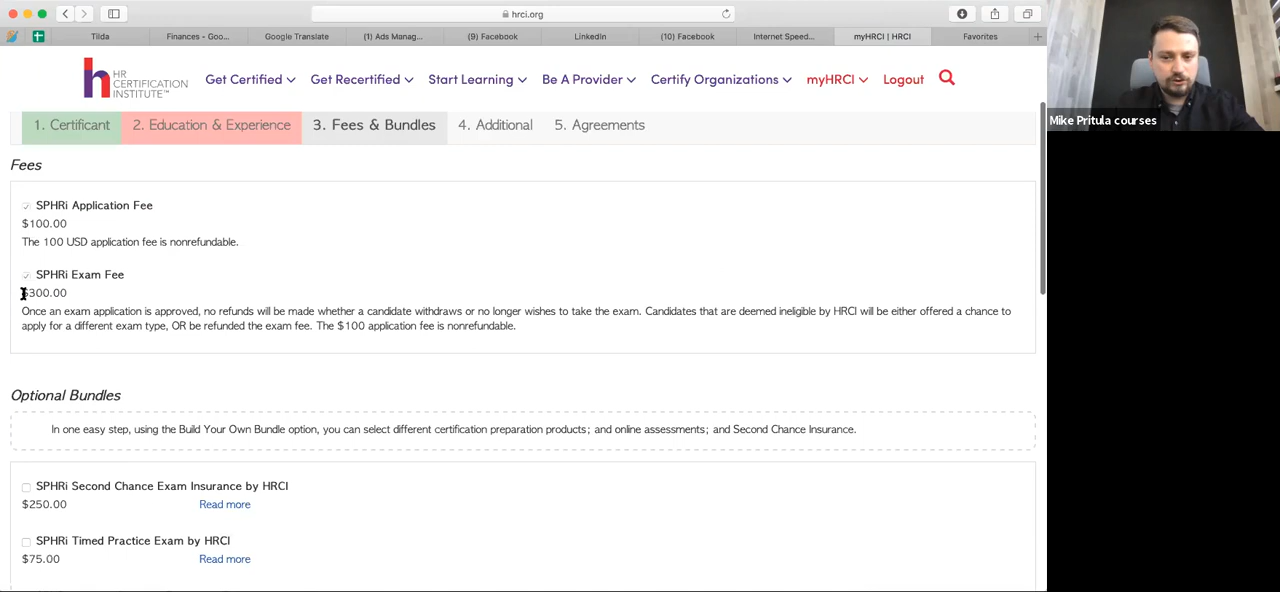 hrci.org
Tilda
Finances - Goo...
Google Translate
(1) Ads Manag...
(9) Facebook
LinkedIn
(10) Facebook
Internet Speed...
myHRCI | HRCI
Favorites
HR
CERTIFICATION
INSTITUTE™
Get Certified
Get Recertified
Start Learning
Be A Provider
Certify Organizations
myHRCI
Logout
Mike Pritula courses
1. Certificant
2. Education & Experience
3. Fees & Bundles
4. Additional
5. Agreements
Fees
SPHRi Application Fee
$100.00
The 100 USD application fee is nonrefundable.
SPHRi Exam Fee
$300.00
Once an exam application is approved, no refunds will be made whether a candidate withdraws or no longer wishes to take the exam. Candidates that are deemed ineligible by HRCI will be either offered a chance to
apply for a different exam type, OR be refunded the exam fee. The $100 application fee is nonrefundable.
Optional Bundles
In one easy step, using the Build Your Own Bundle option, you can select different certification preparation products; and online assessments; and Second Chance Insurance.
SPHRi Second Chance Exam Insurance by HRCI
$250.00
Read more
SPHRi Timed Practice Exam by HRCI
$75.00
Read more